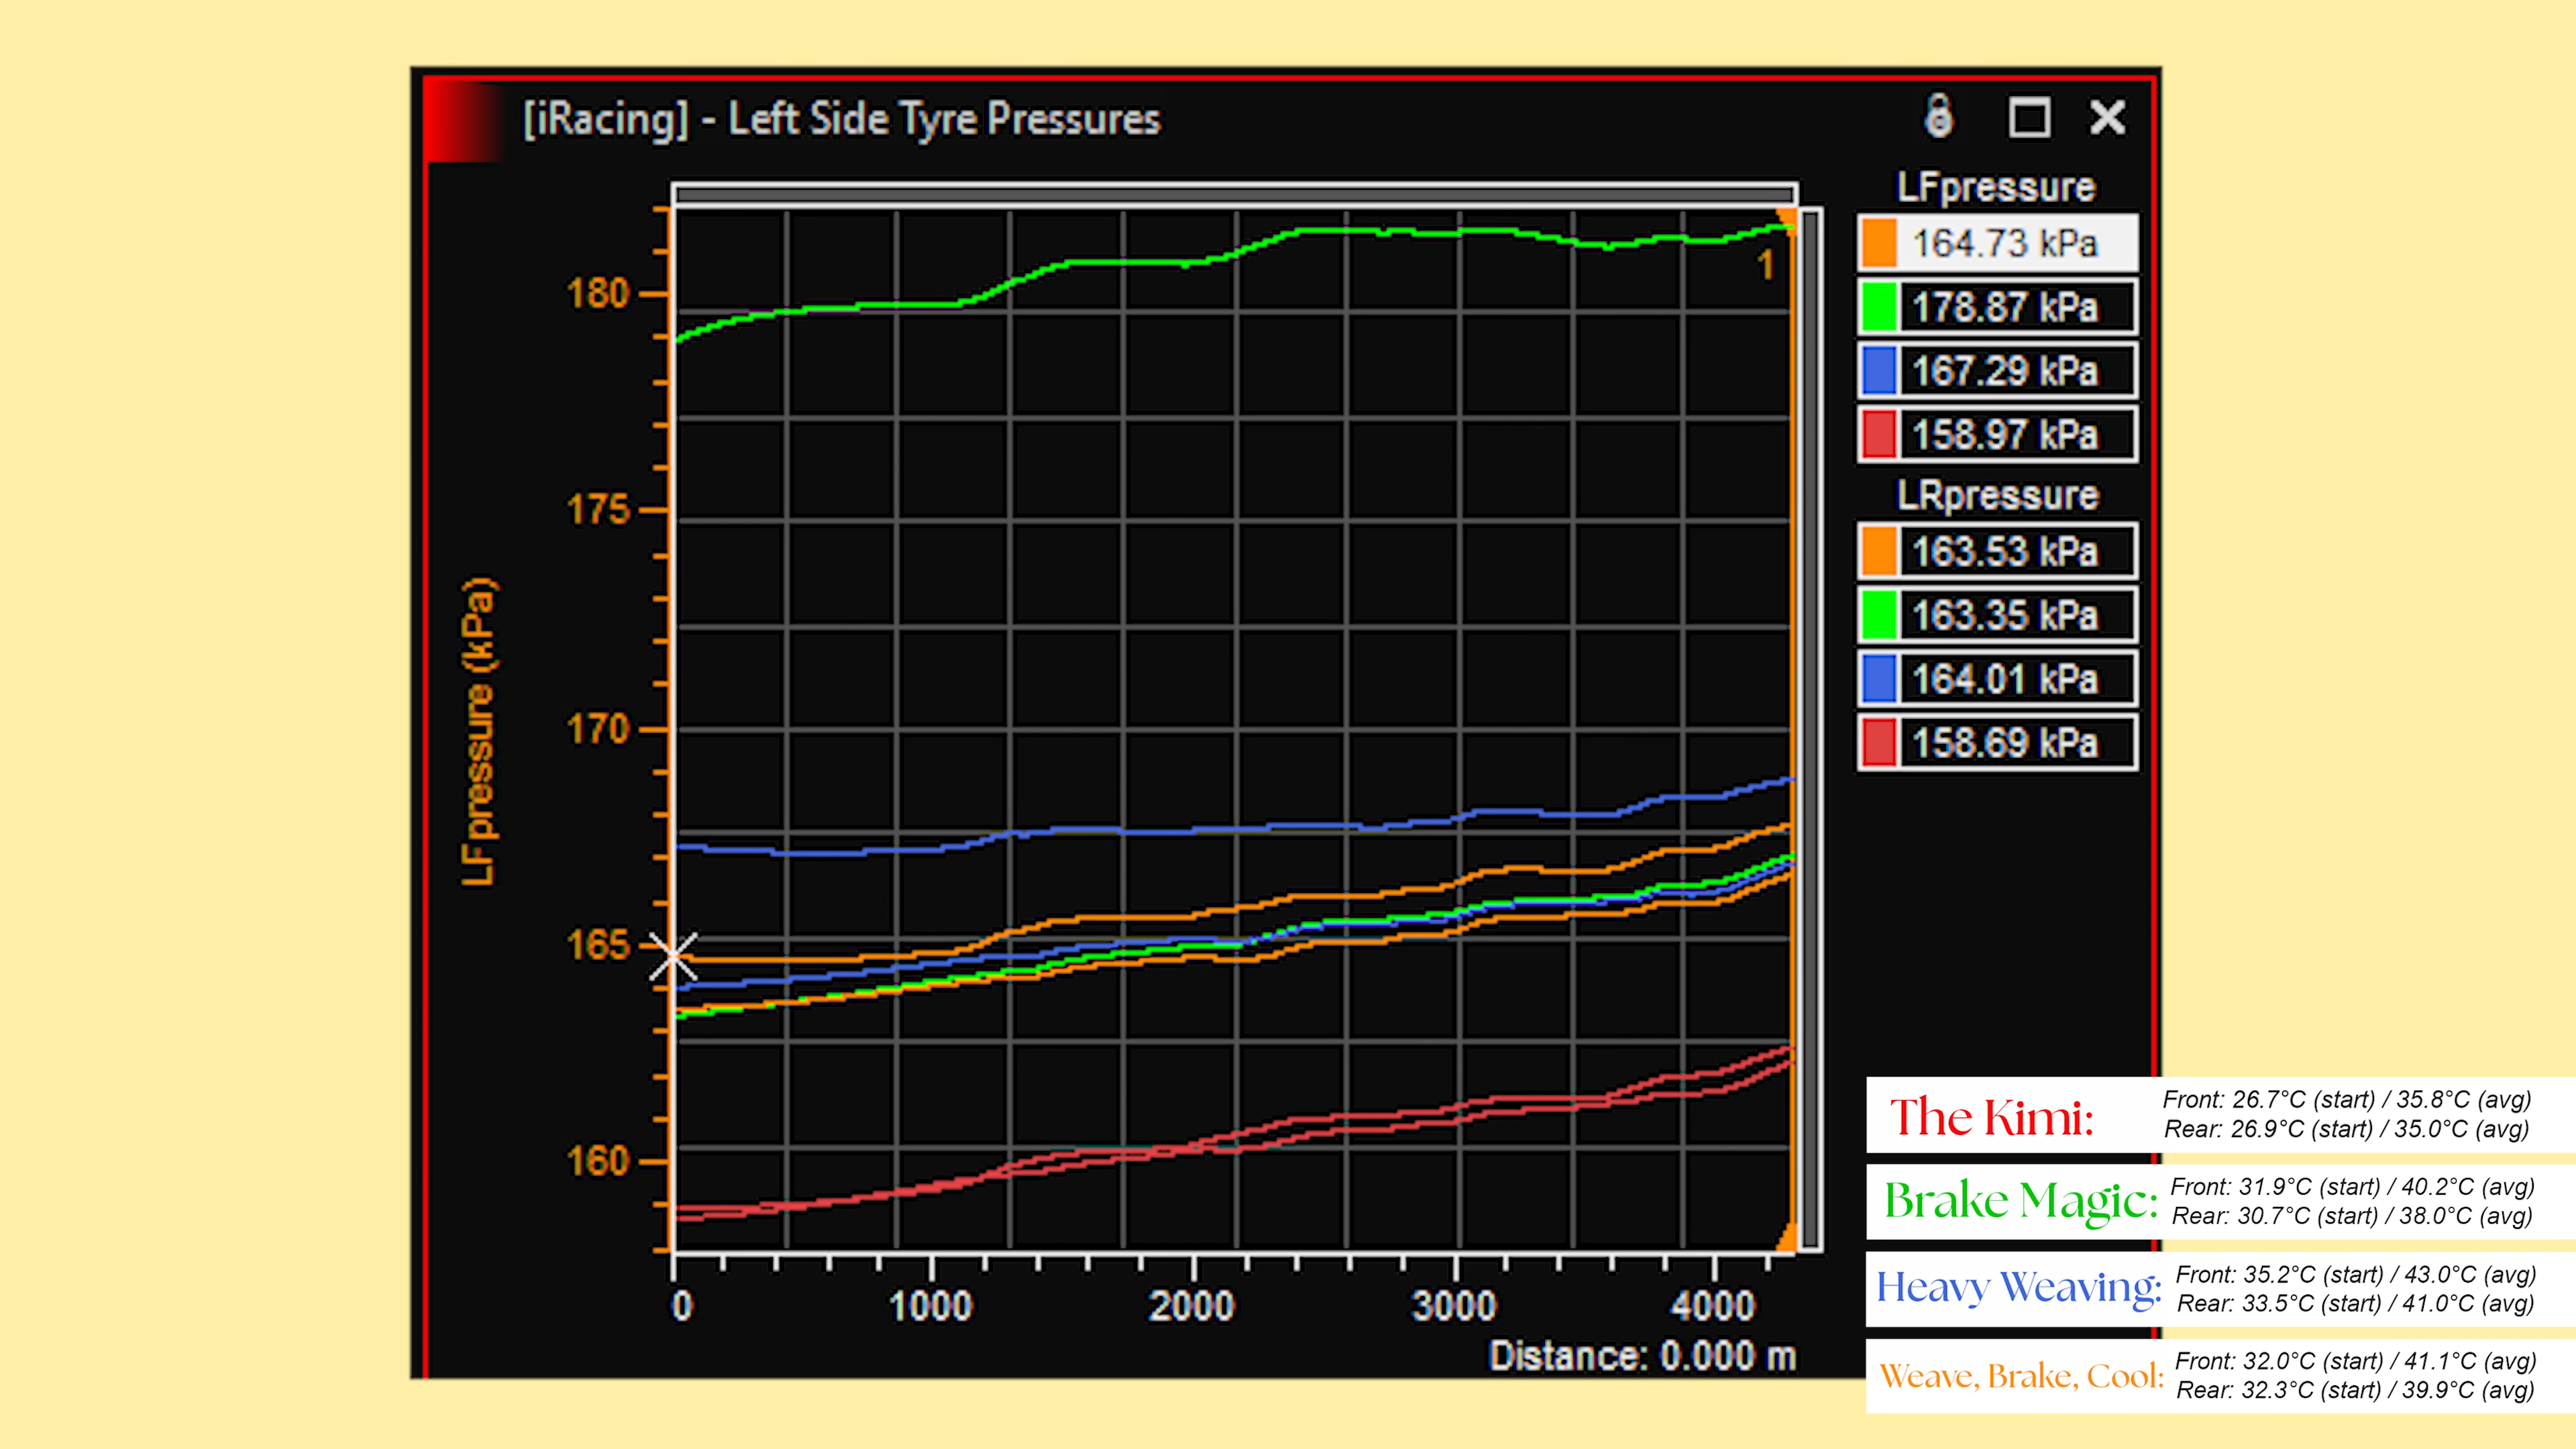 [iRacing] - Left Side Tyre Pressures
LFpressure
164.73 kPa
178.87 kPa
167.29 kPa
158.97 kPa
LRpressure
163.53 kPa
163.35 kPa
164.01 kPa
158.69 kPa
LFpressure (kPa)
180
175
170
165
160
1
0 1000 2000 3000 4000
Distance: 0.000 m
The Kimi:
Front: 26.7°C (start) / 35.8°C (avg)
Rear: 26.9°C (start) / 35.0°C (avg)
Brake Magic:
Front: 31.9°C (start) / 40.2°C (avg)
Rear: 30.7°C (start) / 38.0°C (avg)
Heavy Weaving:
Front: 35.2°C (start) / 43.0°C (avg)
Rear: 33.5°C (start) / 41.0°C (avg)
Weave, Brake, Cool:
Front: 32.0°C (start) / 41.1°C (avg)
Rear: 32.3°C (start) / 39.9°C (avg)